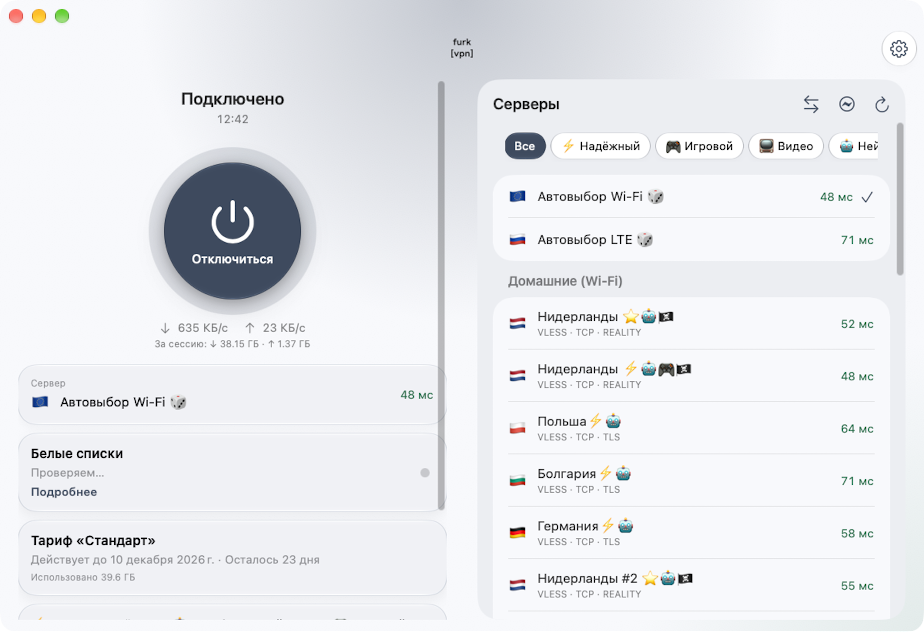 furk
[vpn]
Подключено
12:42
Отключиться
↓ 635 КБ/с ↑ 23 КБ/с
За сессию: ↓ 38.15 ГБ · ↑ 1.37 ГБ
Сервер
Автовыбор Wi-Fi 🎲
48 мс
Белые списки
Проверяем...
Подробнее
Тариф «Стандарт»
Действует до 10 декабря 2026 г. · Осталось 23 дня
Использовано 39.6 ГБ
Серверы
Все ⚡ Надёжный 🎮 Игровой 📺 Видео 🤖 Ней
Автовыбор Wi-Fi 🎲 48 мс ✓
Автовыбор LTE 🎲 71 мс
Домашние (Wi-Fi)
Нидерланды ⭐🤖🏴‍☠️ 52 мс
VLESS · TCP · REALITY
Нидерланды ⚡🤖🎮🏴‍☠️ 48 мс
VLESS · TCP · REALITY
Польша⚡🤖 64 мс
VLESS · TCP · TLS
Болгария⚡🤖 71 мс
VLESS · TCP · TLS
Германия⚡🤖 58 мс
VLESS · TCP · TLS
Нидерланды #2 ⭐🤖🏴‍☠️ 55 мс
VLESS · TCP · REALITY